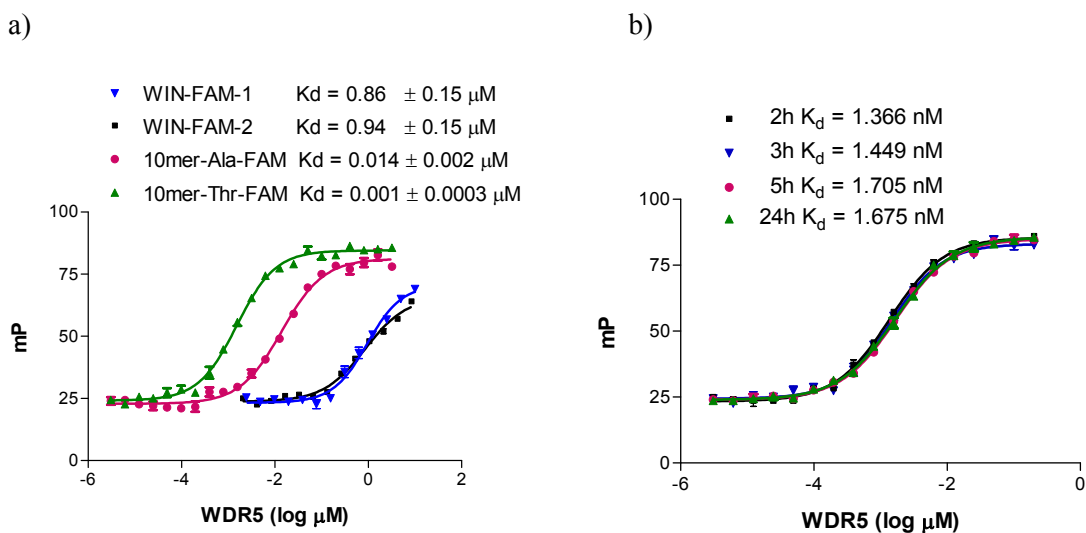 a)
WIN-FAM-1 Kd = 0.86 ± 0.15 μM
WIN-FAM-2 Kd = 0.94 ± 0.15 μM
10mer-Ala-FAM Kd = 0.014 ± 0.002 μM
10mer-Thr-FAM Kd = 0.001 ± 0.0003 μM
100
75
50
25
0
mP
-6 -4 -2 0 2
WDR5 (log μM)
b)
2h Kd = 1.366 nM
3h Kd = 1.449 nM
5h Kd = 1.705 nM
24h Kd = 1.675 nM
100
75
50
25
0
mP
-6 -4 -2 0
WDR5 (log μM)